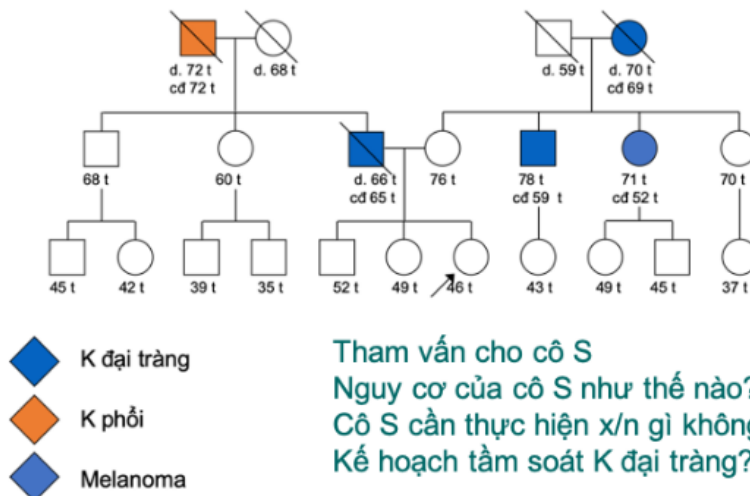 d. 72 t
cđ 72 t
d. 68 t
d. 59 t
d. 70 t
cđ 69 t
68 t
60 t
d. 66 t
cđ 65 t
76 t
78 t
cđ 59 t
71 t
cđ 52 t
70 t
45 t
42 t
39 t
35 t
52 t
49 t
46 t
43 t
49 t
45 t
37 t
K đại tràng
K phổi
Melanoma
Tham vấn cho cô S
Nguy cơ của cô S như thế nào?
Cô S cần thực hiện x/n gì không
Kế hoạch tầm soát K đại tràng?